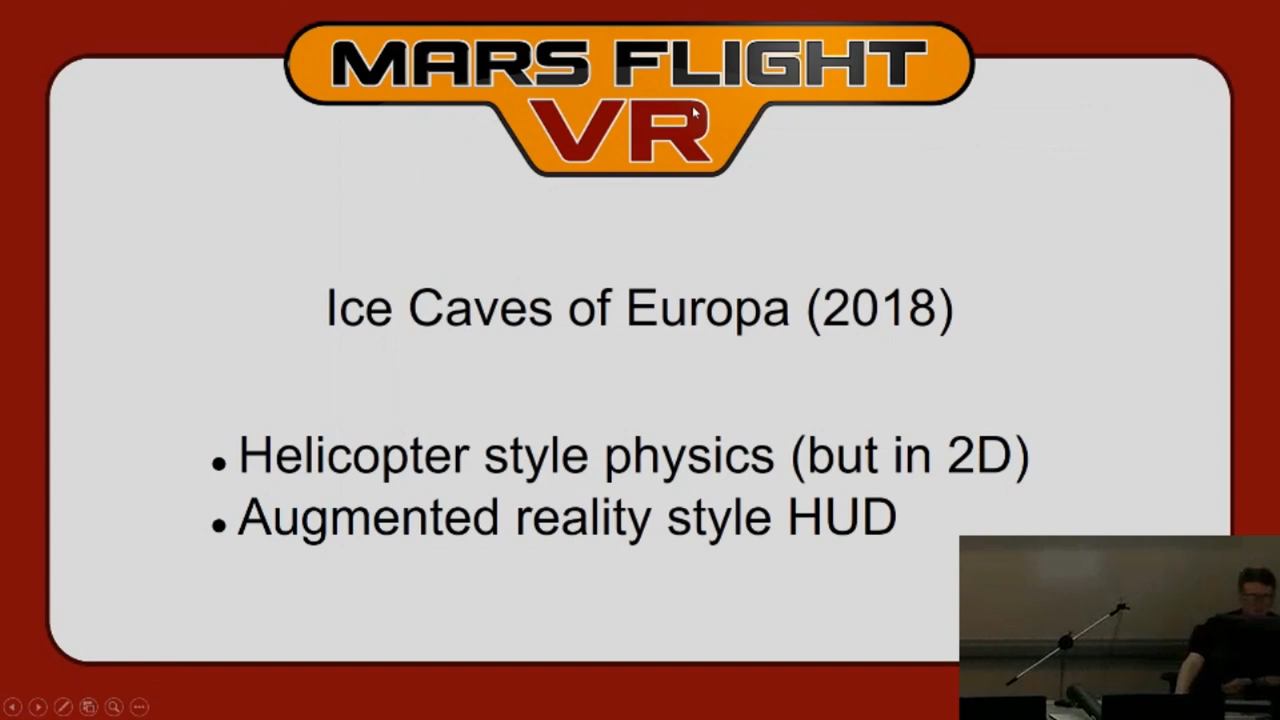 MARS FLIGHT
VR
Ice Caves of Europa (2018)
• Helicopter style physics (but in 2D)
• Augmented reality style HUD